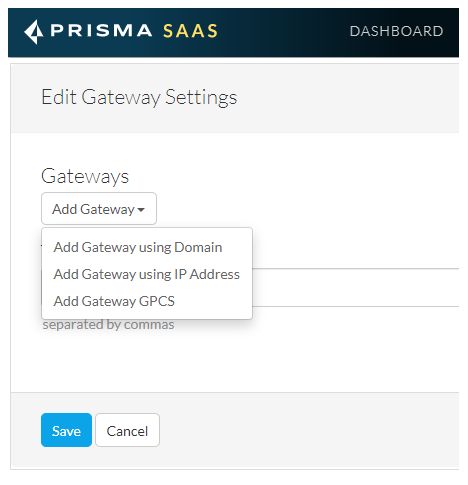 PRISMA SAAS
DASHBOARD
Edit Gateway Settings
Gateways
Add Gateway
Add Gateway using Domain
Add Gateway using IP Address
Add Gateway GPCS
separated by commas
Save
Cancel